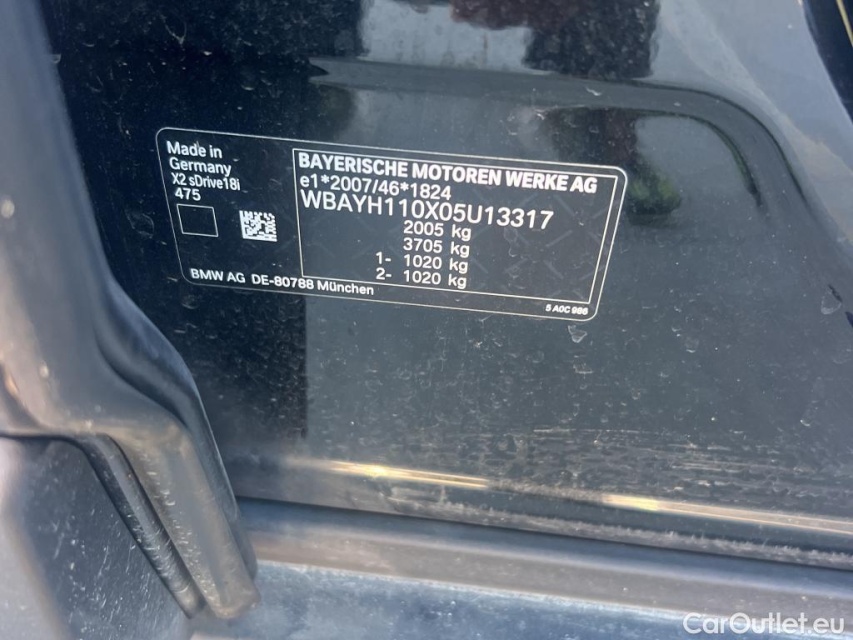 Made in
Germany
X2 sDrive18i
475
BAYERISCHE MOTOREN WERKE AG
e1*2007/46*1824
WBAYH110X05U13317
2005 kg
3705 kg
1- 1020 kg
2- 1020 kg
BMW AG DE-80788 München
5 A0C 986
CarOutlet.eu